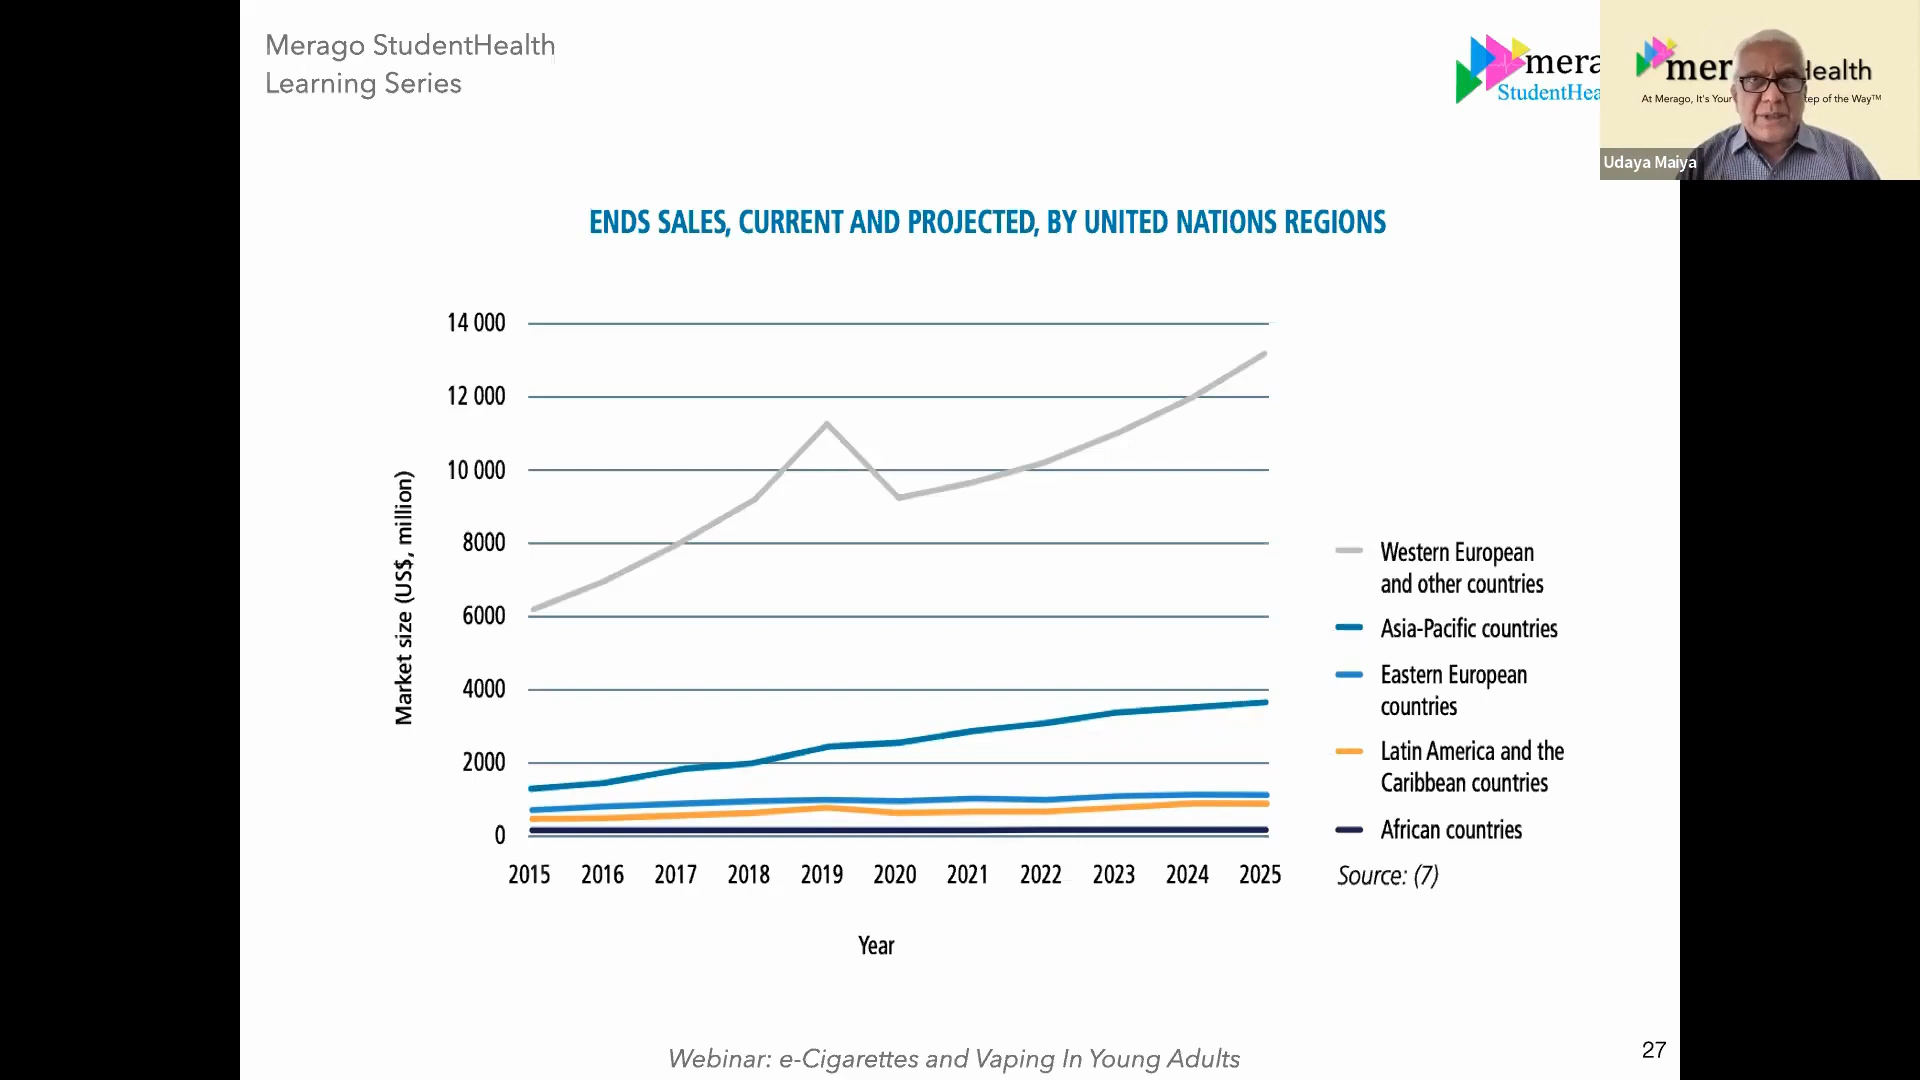 Merago StudentHealth
Learning Series
mera
StudentHea
mer
Health
At Merago, It's Your
tep of the Way™
Udaya Maiya
ENDS SALES, CURRENT AND PROJECTED, BY UNITED NATIONS REGIONS
14 000
12 000
10 000
8000
6000
4000
2000
0
Market size (US$, million)
2015 2016 2017 2018 2019 2020 2021 2022 2023 2024 2025
Year
Western European
and other countries
Asia-Pacific countries
Eastern European
countries
Latin America and the
Caribbean countries
African countries
Source: (7)
Webinar: e-Cigarettes and Vaping In Young Adults
27